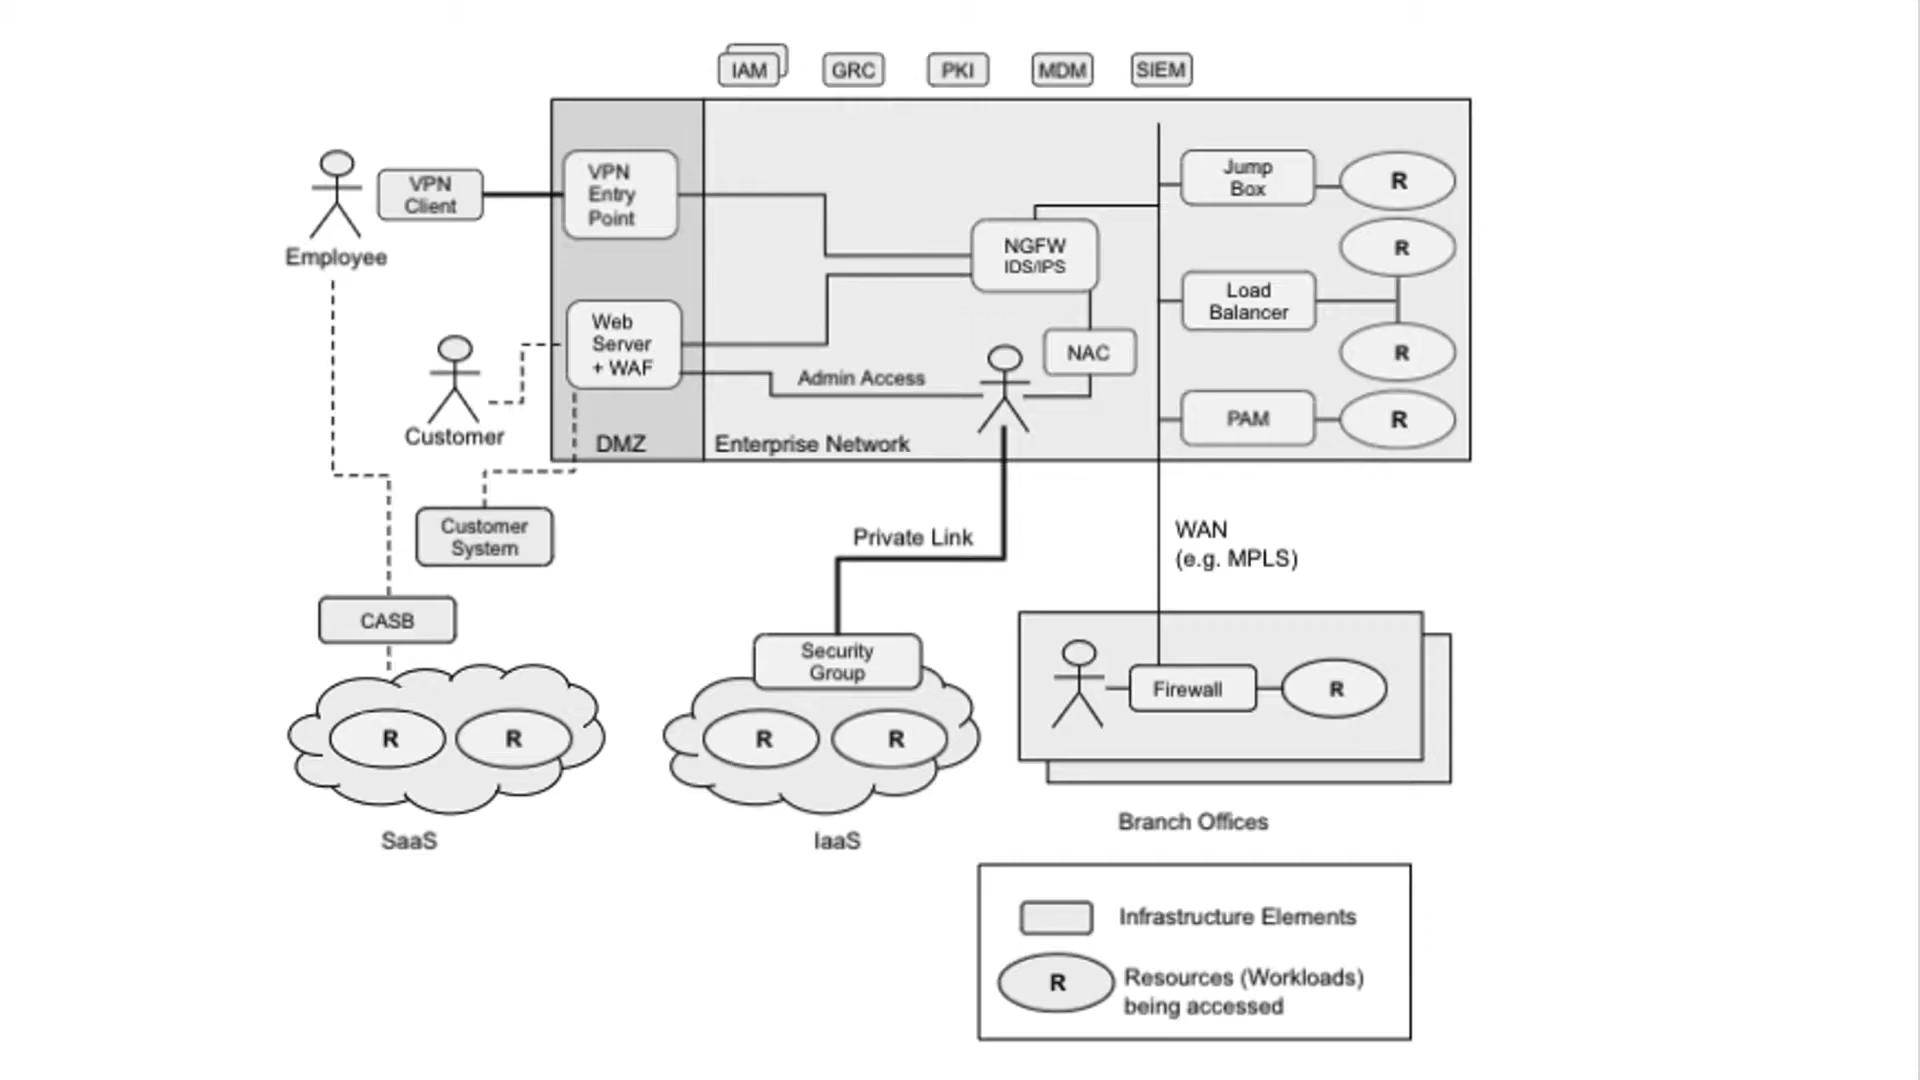 IAM
GRC
PKI
MDM
SIEM
VPN
Client
Employee
VPN
Entry
Point
NGFW
IDS/IPS
Jump
Box
R
R
Load
Balancer
R
Web
Server
+ WAF
NAC
Admin Access
Customer
DMZ
Enterprise Network
PAM
R
Customer
System
Private Link
WAN
(e.g. MPLS)
CASB
Security
Group
Firewall
R
R
R
R
R
SaaS
IaaS
Branch Offices
Infrastructure Elements
R
Resources (Workloads)
being accessed